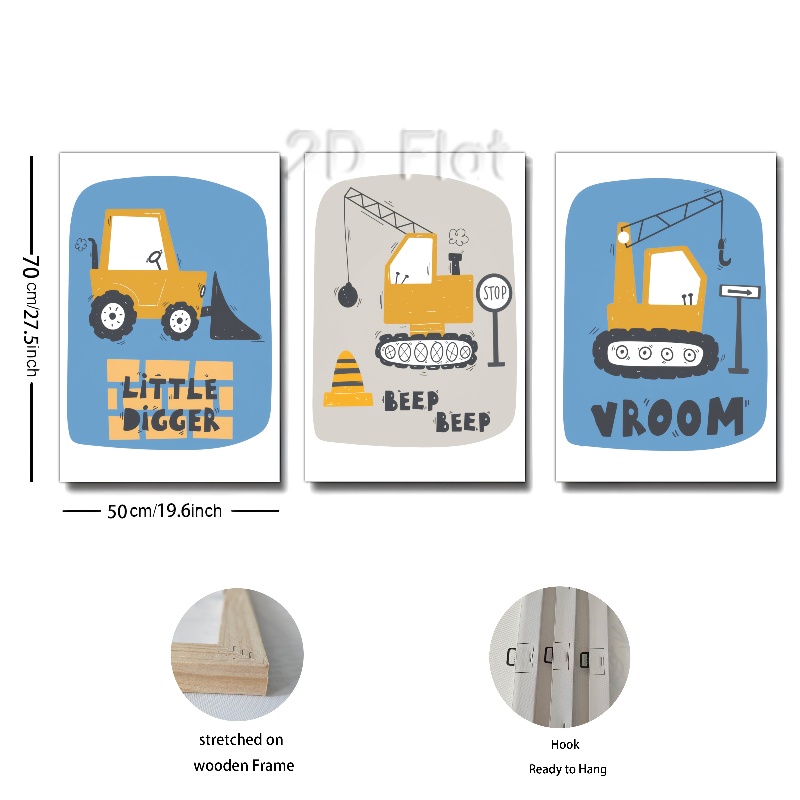 2D Flat
70cm/27.5inch
LiTTLE
DiGGER
STOP
BEEP
BEEP
VROOM
50cm/19.6inch
stretched on
wooden Frame
Hook
Ready to Hang